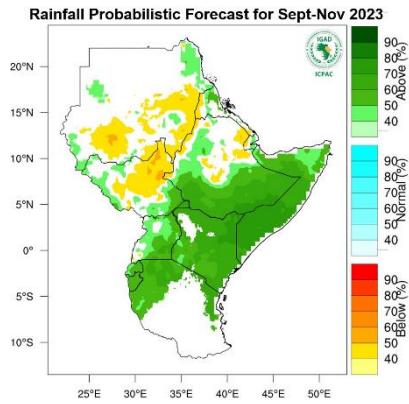 Rainfall Probabilistic Forecast for Sept-Nov 2023
IGAD
ICPAC
20°N
15°N
10°N
5°N
0°
5°S
10°S
25°E 30°E 35°E 40°E 45°E 50°E
90
80
70
60
50
40
Above (%)
90
80
70
60
50
40
Normal (%)
90
80
70
60
50
40
Below (%)